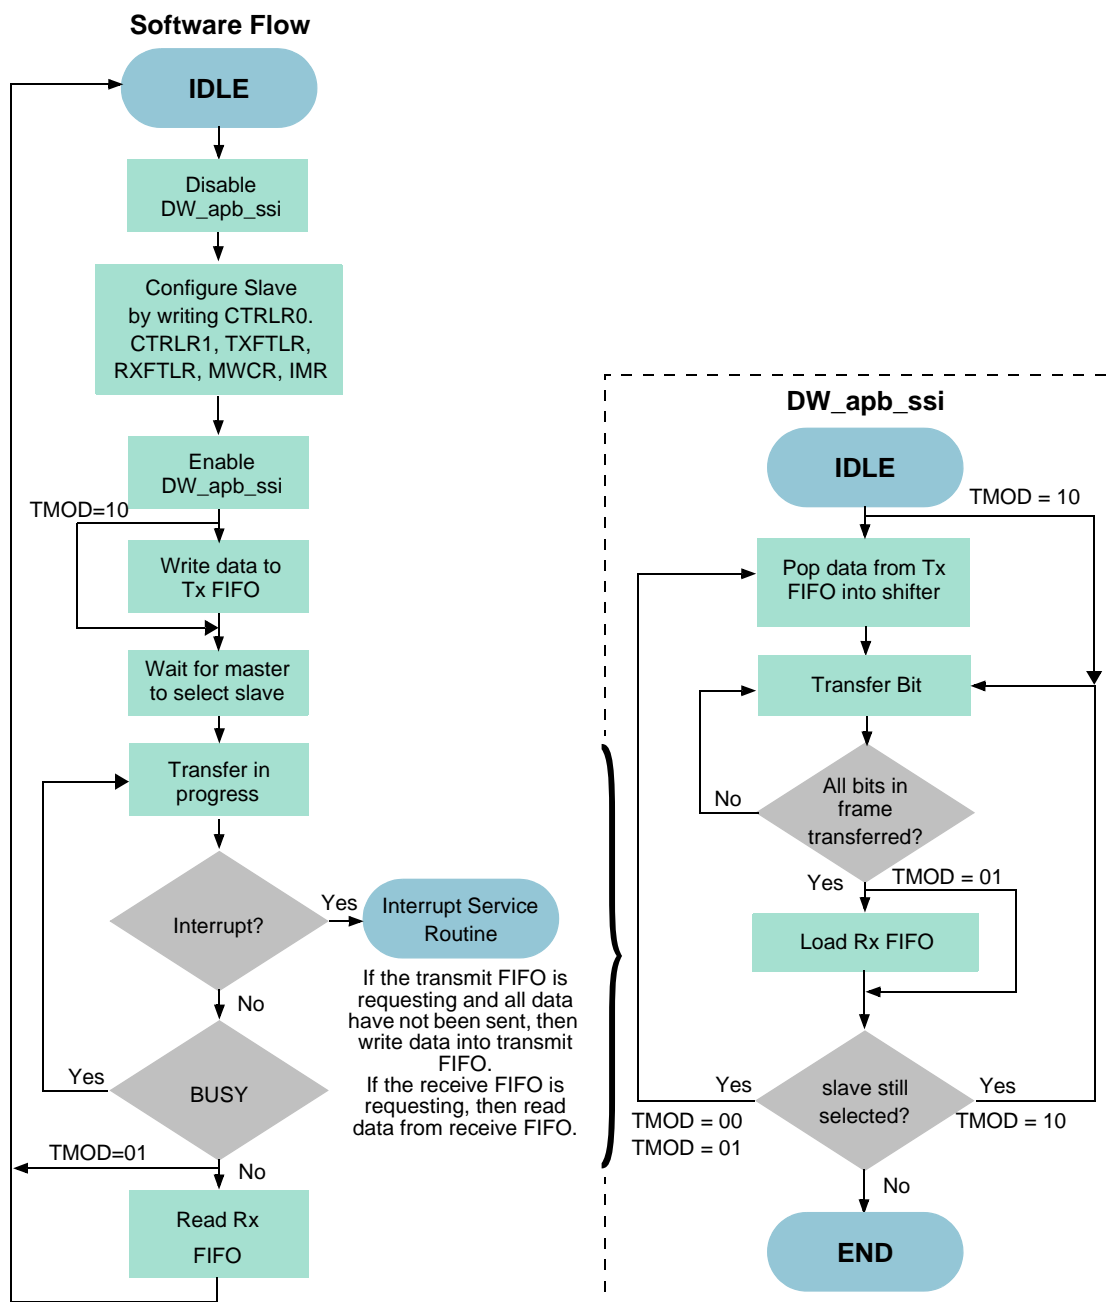 Software Flow
IDLE
Disable
DW_apb_ssi
Configure Slave
by writing CTRLR0.
CTRLR1, TXFTLR,
RXFTLR, MWCR, IMR
Enable
DW_apb_ssi
TMOD=10
Write data to
Tx FIFO
Wait for master
to select slave
Transfer in
progress
Interrupt?
Yes
Interrupt Service
Routine
If the transmit FIFO is
requesting and all data
have not been sent, then
write data into transmit
FIFO.
If the receive FIFO is
requesting, then read
data from receive FIFO.
No
BUSY
Yes
TMOD=01
No
Read Rx
FIFO
DW_apb_ssi
IDLE
TMOD = 10
Pop data from Tx
FIFO into shifter
Transfer Bit
All bits in
frame
transferred?
No
Yes
TMOD = 01
Load Rx FIFO
slave still
selected?
Yes
TMOD = 00
TMOD = 01
Yes
TMOD = 10
No
END